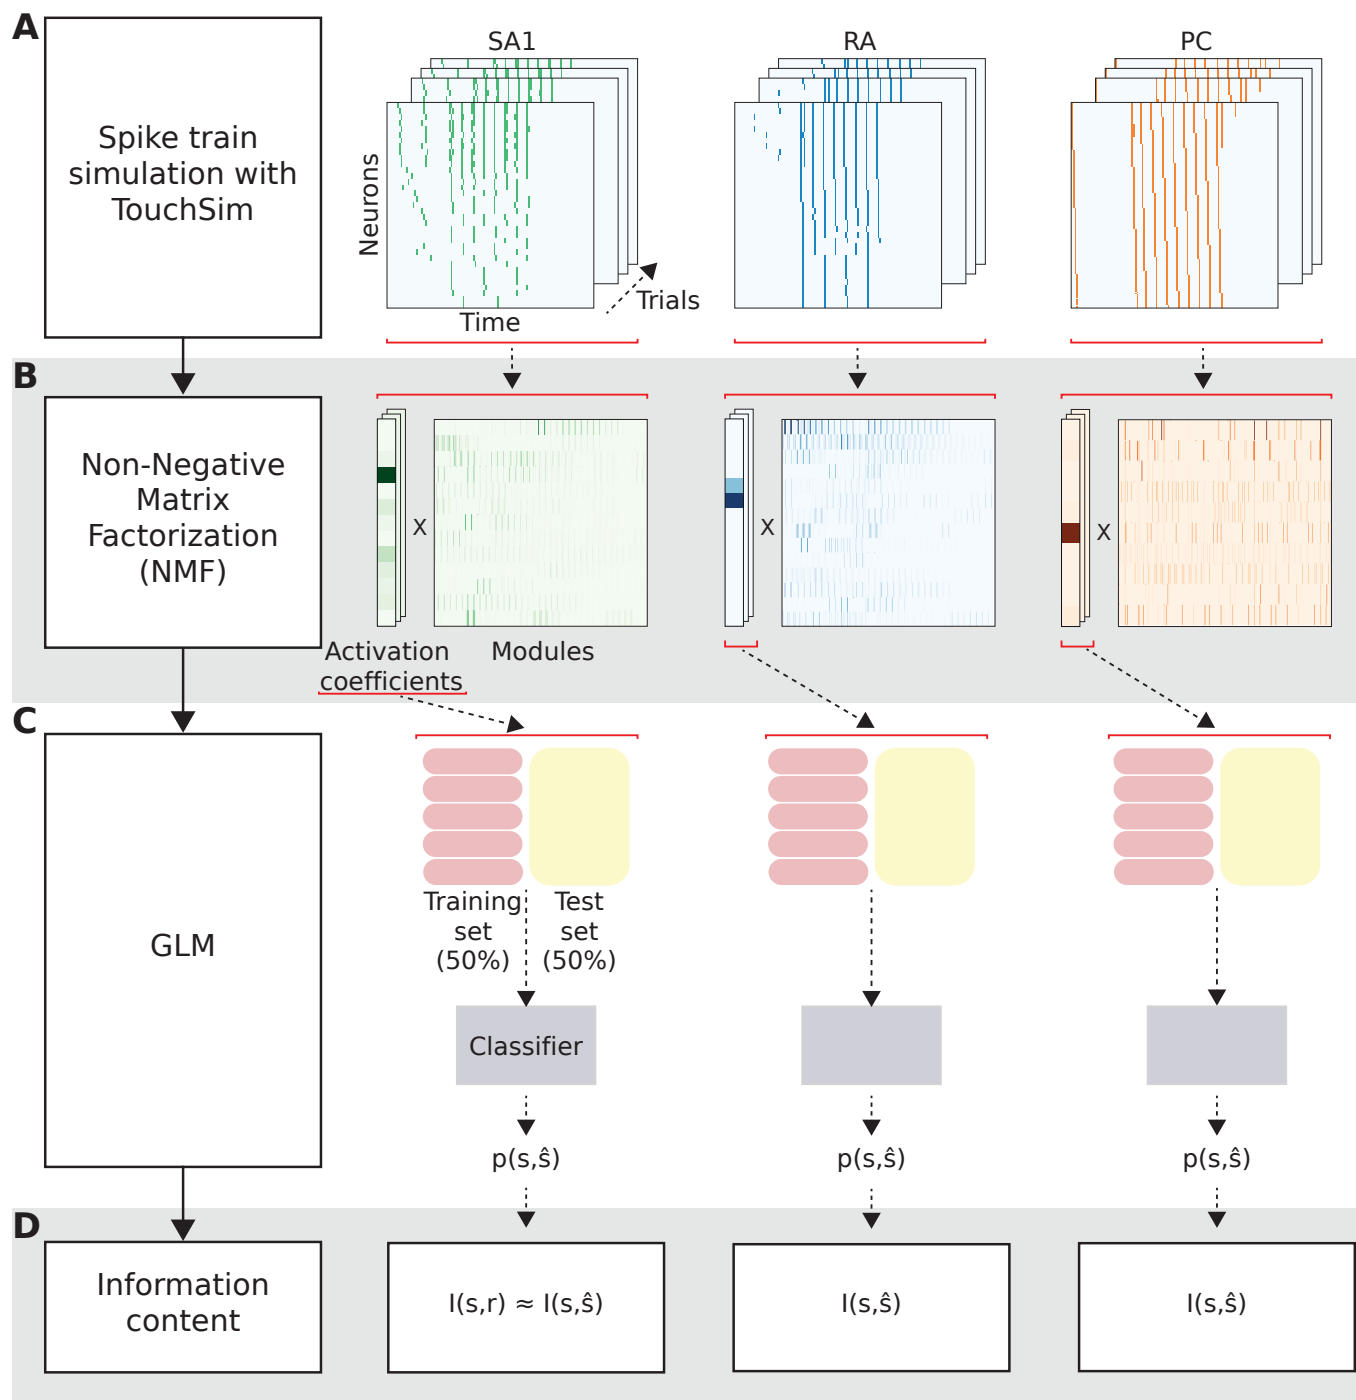 A
Spike train
simulation with
TouchSim
SA1
RA
PC
Neurons
Time
Trials
B
Non-Negative
Matrix
Factorization
(NMF)
X
X
X
Activation
coefficients
Modules
C
GLM
Training
set
(50%)
Test
set
(50%)
Classifier
p(s,ŝ)
p(s,ŝ)
p(s,ŝ)
D
Information
content
I(s,r) ≈ I(s,ŝ)
I(s,ŝ)
I(s,ŝ)